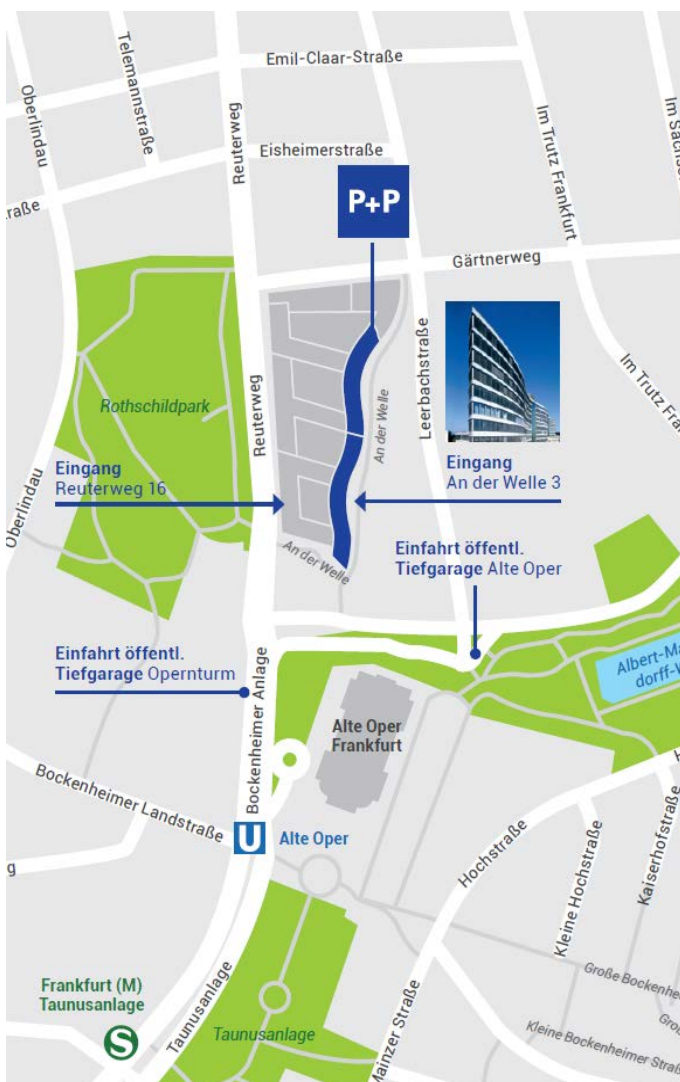 Emil-Claar-Straße
Telemannstraße
Oberlindau
Reuterweg
Im Trutz Frankfurt
Eisheimerstraße
P+P
Gärtnerweg
Leerbachstraße
Rothschildpark
Reuterweg
An der Welle
Im Trutz Frankfurt
Eingang
Reuterweg 16
Eingang
An der Welle 3
Oberlindau
An der Welle
Einfahrt öffentl.
Tiefgarage Alte Oper
Einfahrt öffentl.
Tiefgarage Opernturm
Bockenheimer Anlage
Alte Oper
Frankfurt
Bockenheimer Landstraße
U
Alte Oper
Hochstraße
Kleine Hochstraße
Kaiserhofstraße
Frankfurt (M)
Taunusanlage
S
Taunusanlage
Taunusanlage
Mainzer Straße
Kleine Bockenheimer Straß